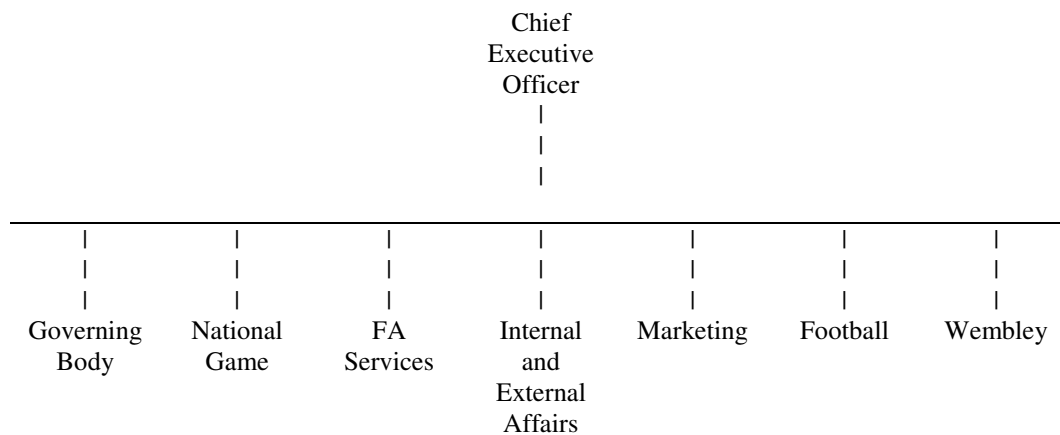 Chief
Executive
Officer
Governing
Body
National
Game
FA
Services
Internal
and
External
Affairs
Marketing
Football
Wembley